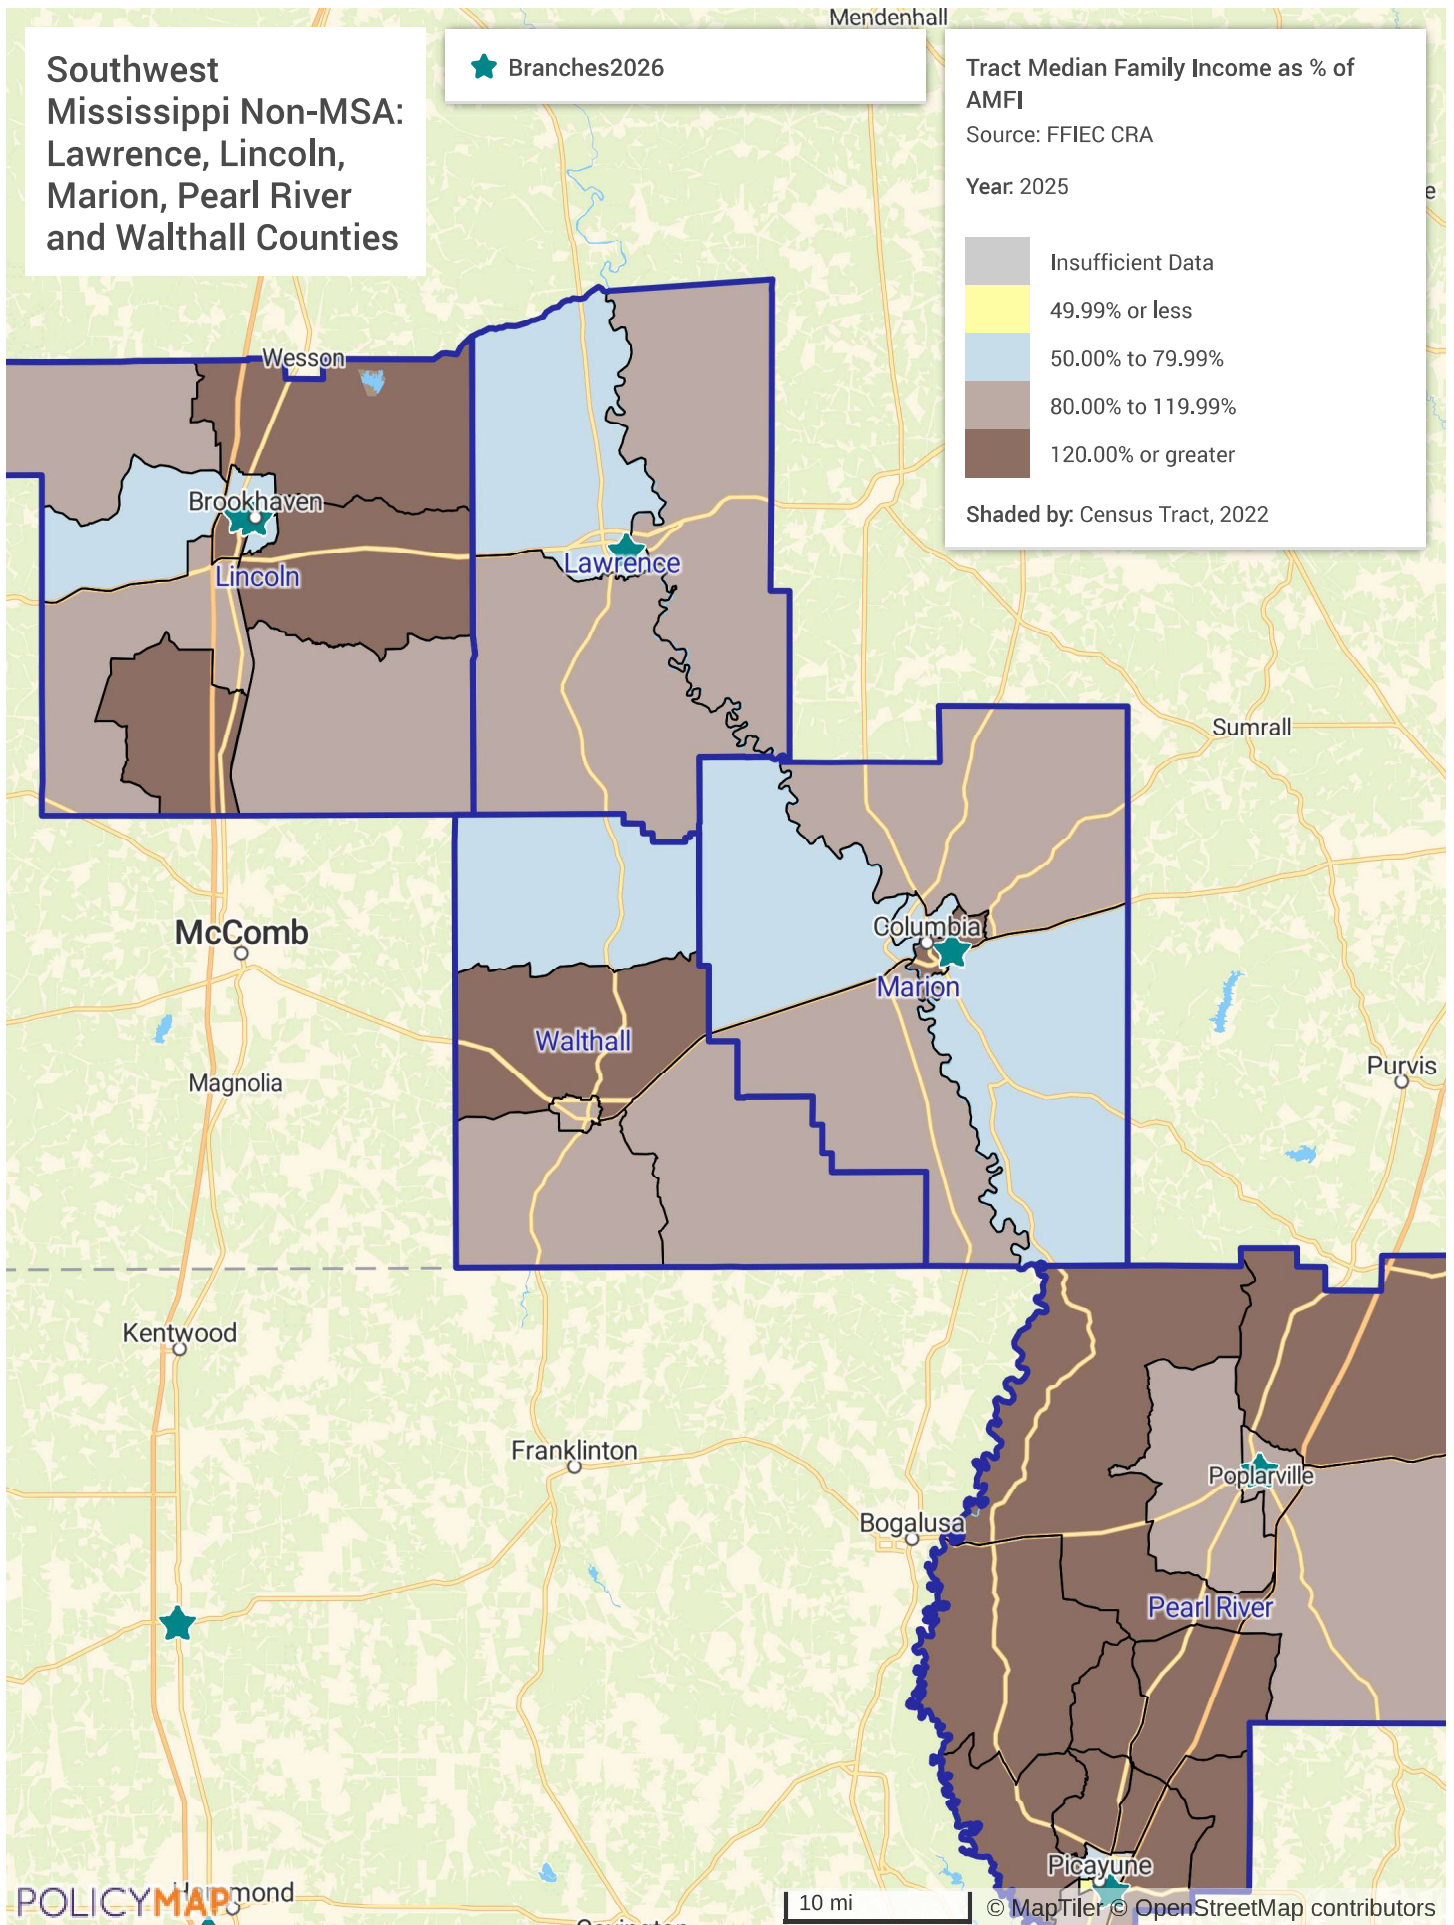 Mendenhall
Southwest
Mississippi Non-MSA:
Lawrence, Lincoln,
Marion, Pearl River
and Walthall Counties
Branches2026
Tract Median Family Income as % of
AMFI
Source: FFIEC CRA
Year: 2025
Insufficient Data
49.99% or less
50.00% to 79.99%
80.00% to 119.99%
120.00% or greater
Shaded by: Census Tract, 2022
e
Wesson
Brookhaven
Lincoln
Lawrence
Sumrall
McComb
Columbia
Marion
Walthall
Magnolia
Purvis
Kentwood
Franklinton
Poplarville
Bogalusa
Pearl River
Picayune
POLICYMAP
mond
10 mi
© MapTiler © OpenStreetMap contributors